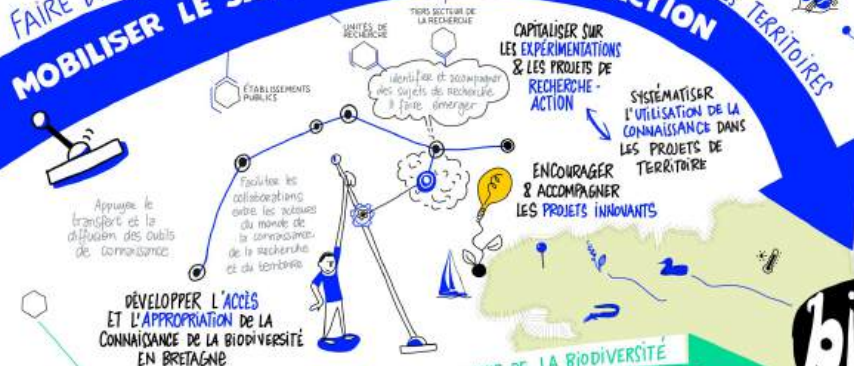 FAIRE
MOBILISER LE
ACTION
TERRITOIRES
UNITÉS DE
RECHERCHE
TIERS SECTEUR DE
LA RECHERCHE
ÉTABLISSEMENTS
PUBLICS
identifier et accompagner
des sujets de recherche
à faire émerger
CAPITALISER SUR
LES EXPÉRIMENTATIONS
& LES PROJETS DE
RECHERCHE-
ACTION
SYSTÉMATISER
L'UTILISATION DE LA
CONNAISSANCE DANS
LES PROJETS DE
TERRITOIRE
ENCOURAGER
& ACCOMPAGNER
LES PROJETS INNOVANTS
Appuyer le
transfert et la
diffusion des outils
de connaissance
Faciliter les
collaborations
entre les acteurs
du monde de
la connaissance,
de la recherche
et du territoire
DÉVELOPPER L'ACCÈS
ET L'APPROPRIATION DE LA
CONNAISSANCE DE LA BIODIVERSITÉ
EN BRETAGNE
DE LA BIODIVERSITÉ